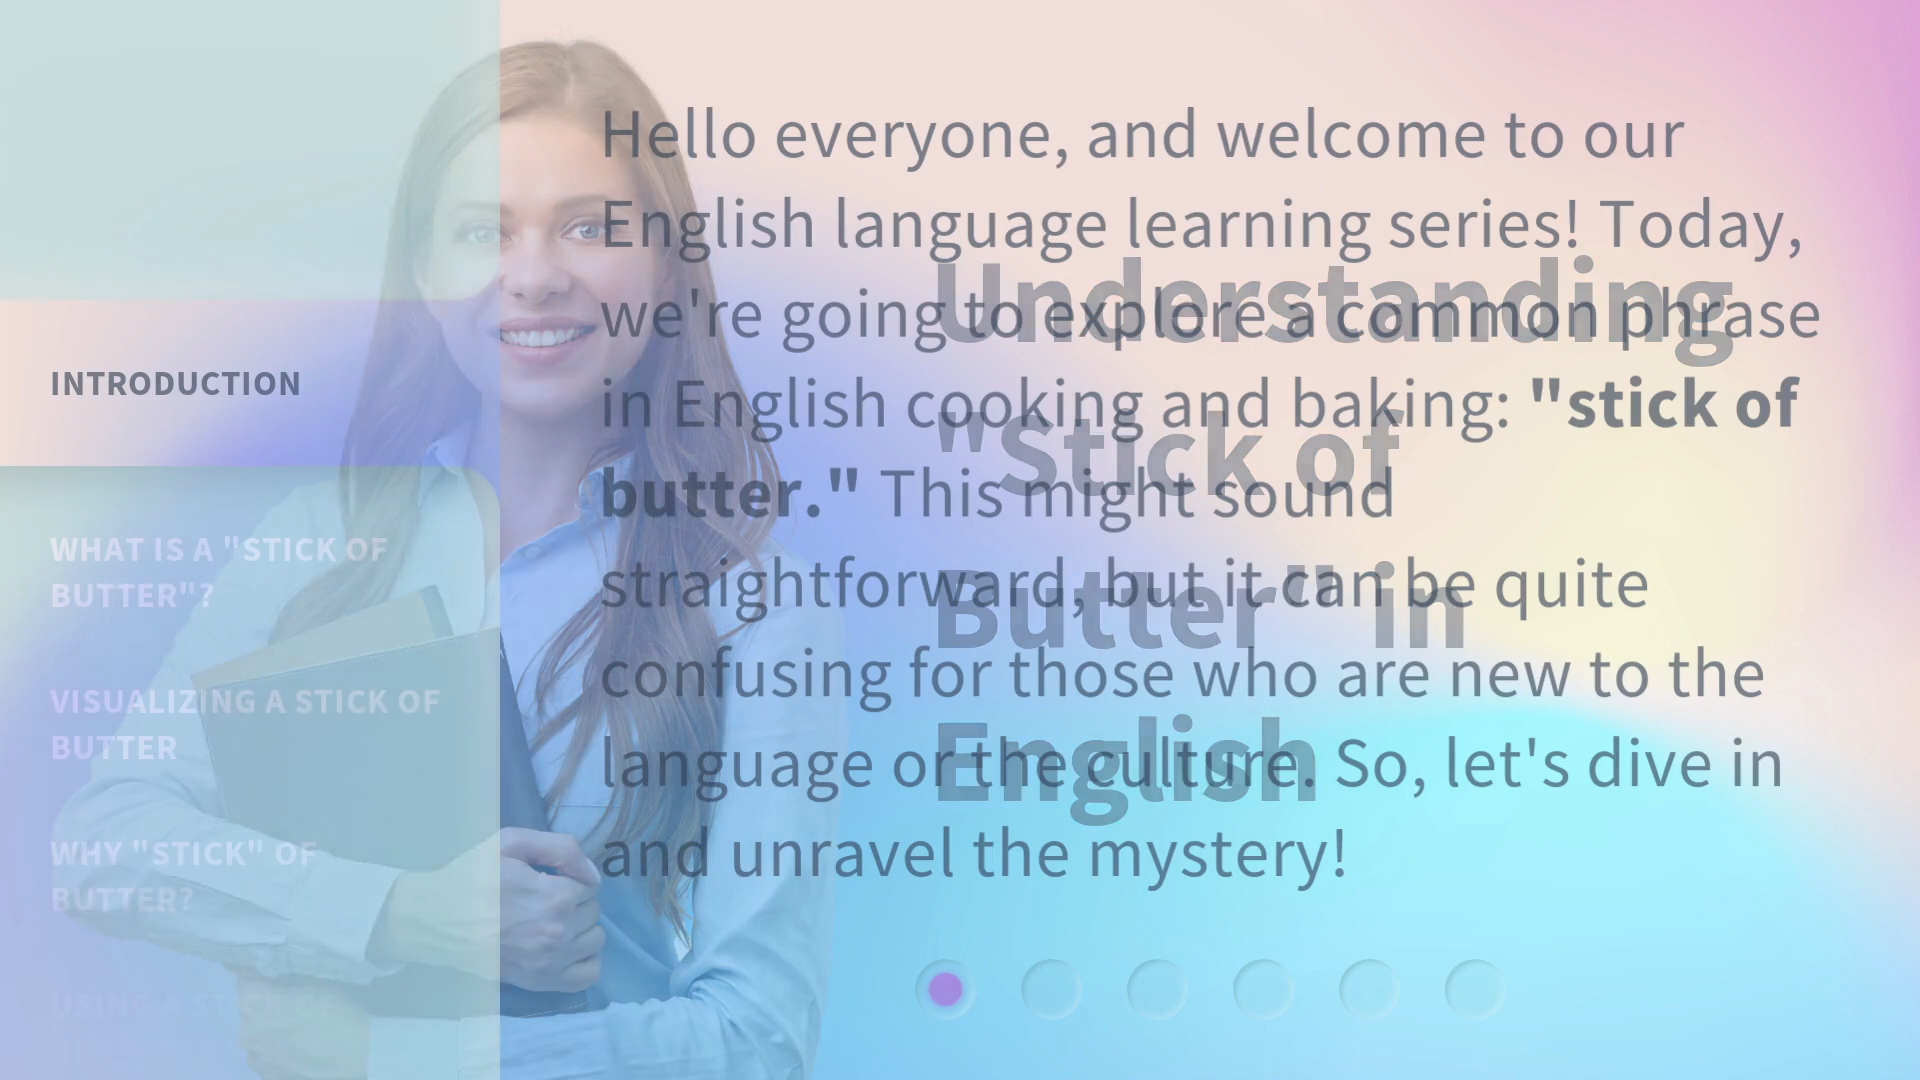 INTRODUCTION
WHAT IS A "STICK OF
BUTTER"?
VISUALIZING A STICK OF
BUTTER
WHY "STICK" OF
BUTTER?
USING A STICK OF
Hello everyone, and welcome to our
English language learning series! Today,
we're going to explore a common phrase
in English cooking and baking: "stick of
butter." This might sound
straightforward, but it can be quite
confusing for those who are new to the
language or the culture. So, let's dive in
and unravel the mystery!
Understanding
"Stick of
Butter" in
English